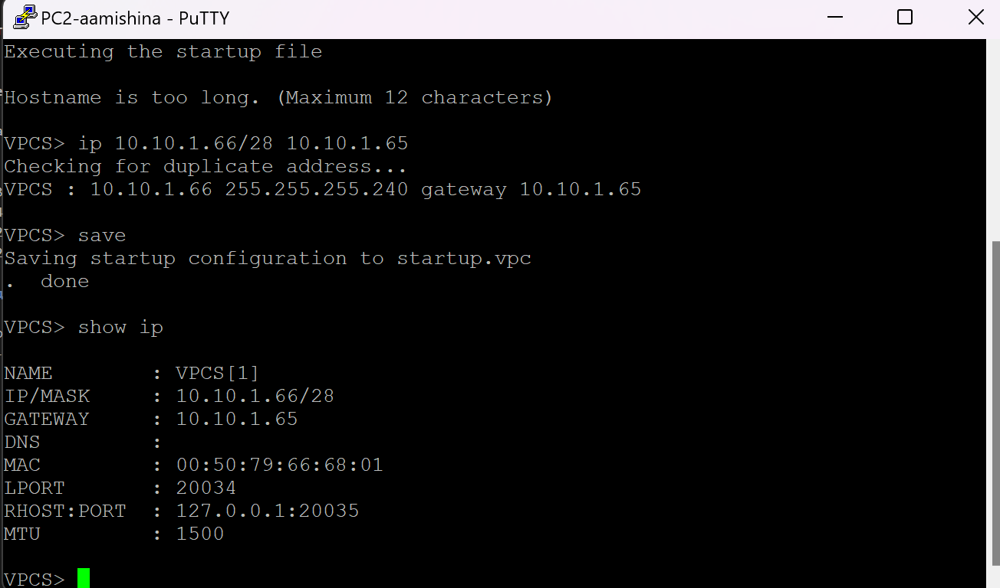 PC2-aamishina - PuTTY
Executing the startup file
Hostname is too long. (Maximum 12 characters)
VPCS> ip 10.10.1.66/28 10.10.1.65
Checking for duplicate address...
VPCS : 10.10.1.66 255.255.255.240 gateway 10.10.1.65
VPCS> save
Saving startup configuration to startup.vpc
.  done
VPCS> show ip
NAME        : VPCS[1]
IP/MASK     : 10.10.1.66/28
GATEWAY     : 10.10.1.65
DNS         :
MAC         : 00:50:79:66:68:01
LPORT       : 20034
RHOST:PORT  : 127.0.0.1:20035
MTU         : 1500
VPCS>